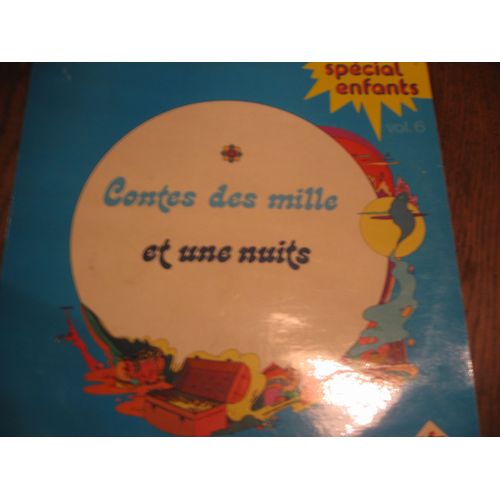 spécial
enfants
vol. 6
Contes des mille
et une nuits